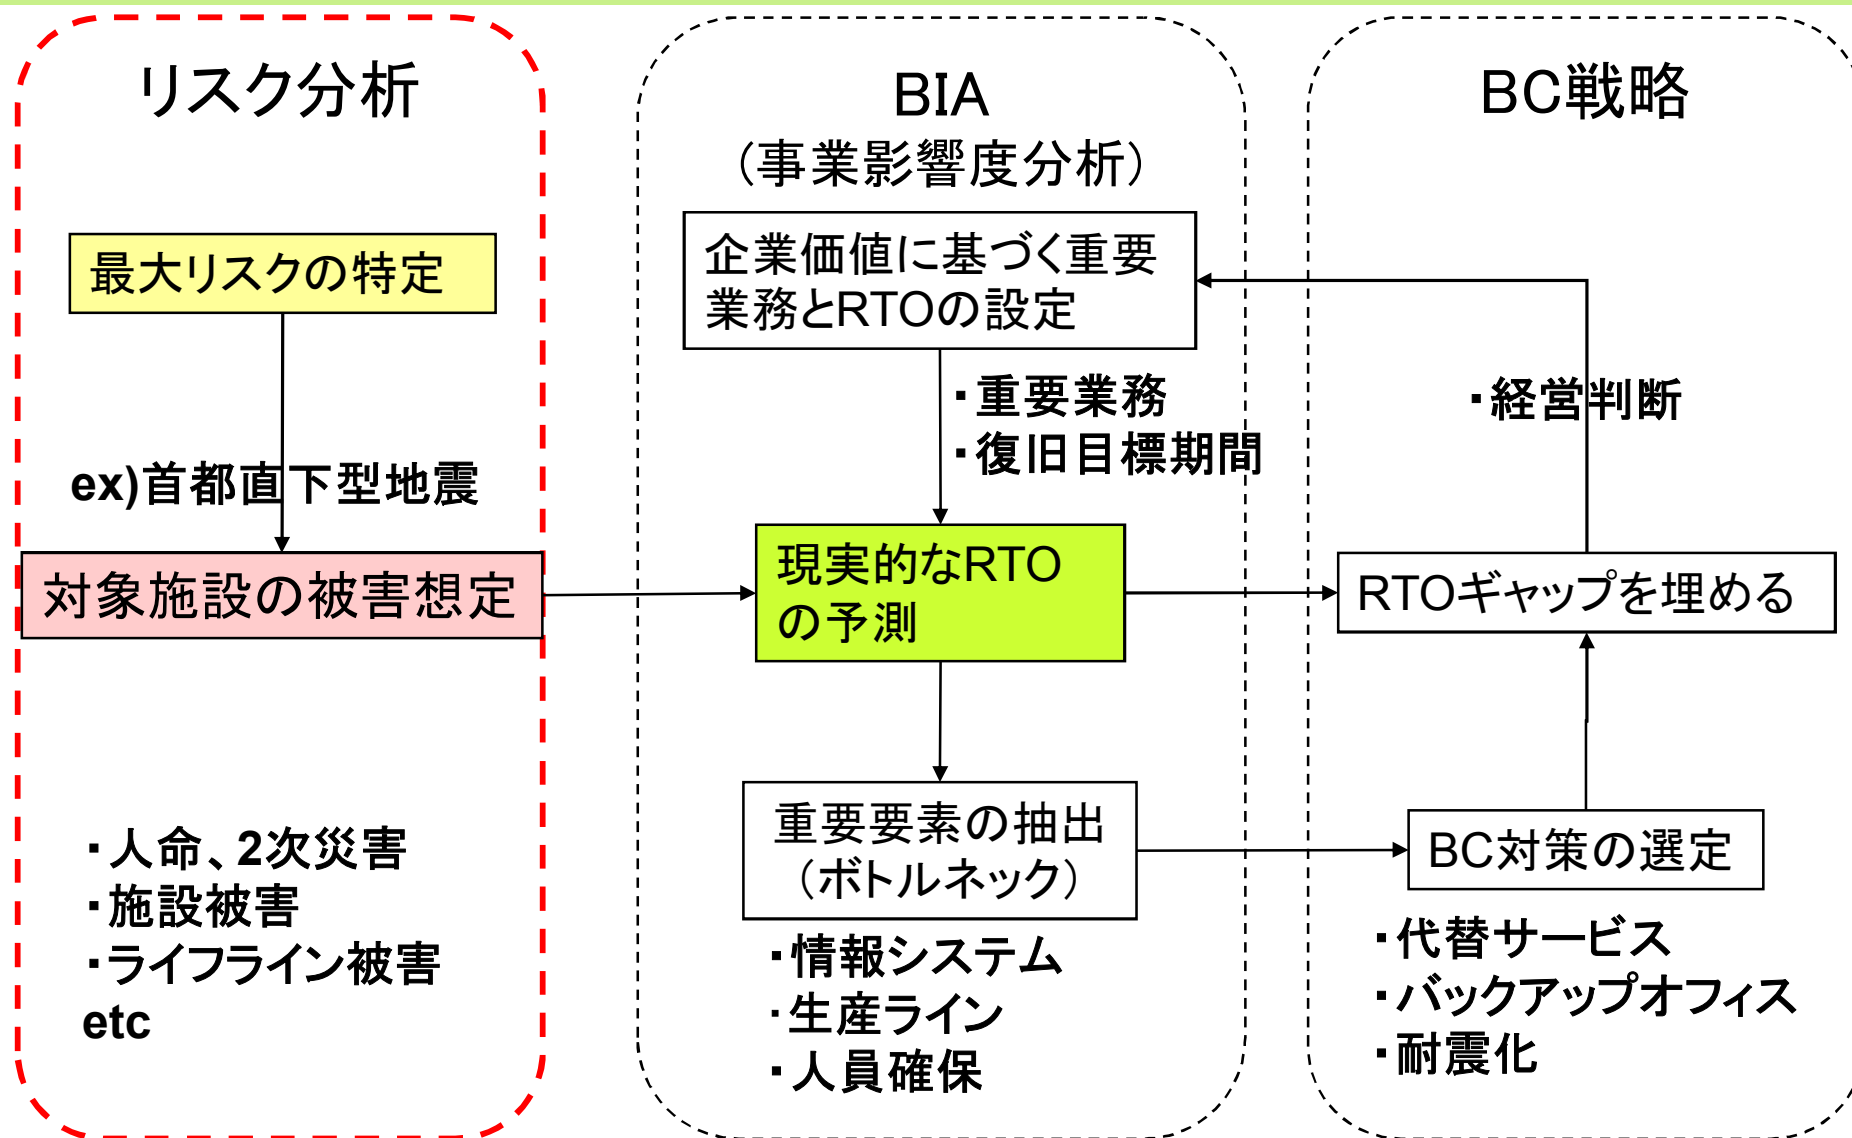 リスク分析
最大リスクの特定
ex)首都直下型地震
対象施設の被害想定
・人命、2次災害
・施設被害
・ライフライン被害
etc
BIA
（事業影響度分析）
企業価値に基づく重要
業務とRTOの設定
・重要業務
・復旧目標期間
現実的なRTO
の予測
重要要素の抽出
（ボトルネック）
・情報システム
・生産ライン
・人員確保
BC戦略
・経営判断
RTOギャップを埋める
BC対策の選定
・代替サービス
・バックアップオフィス
・耐震化